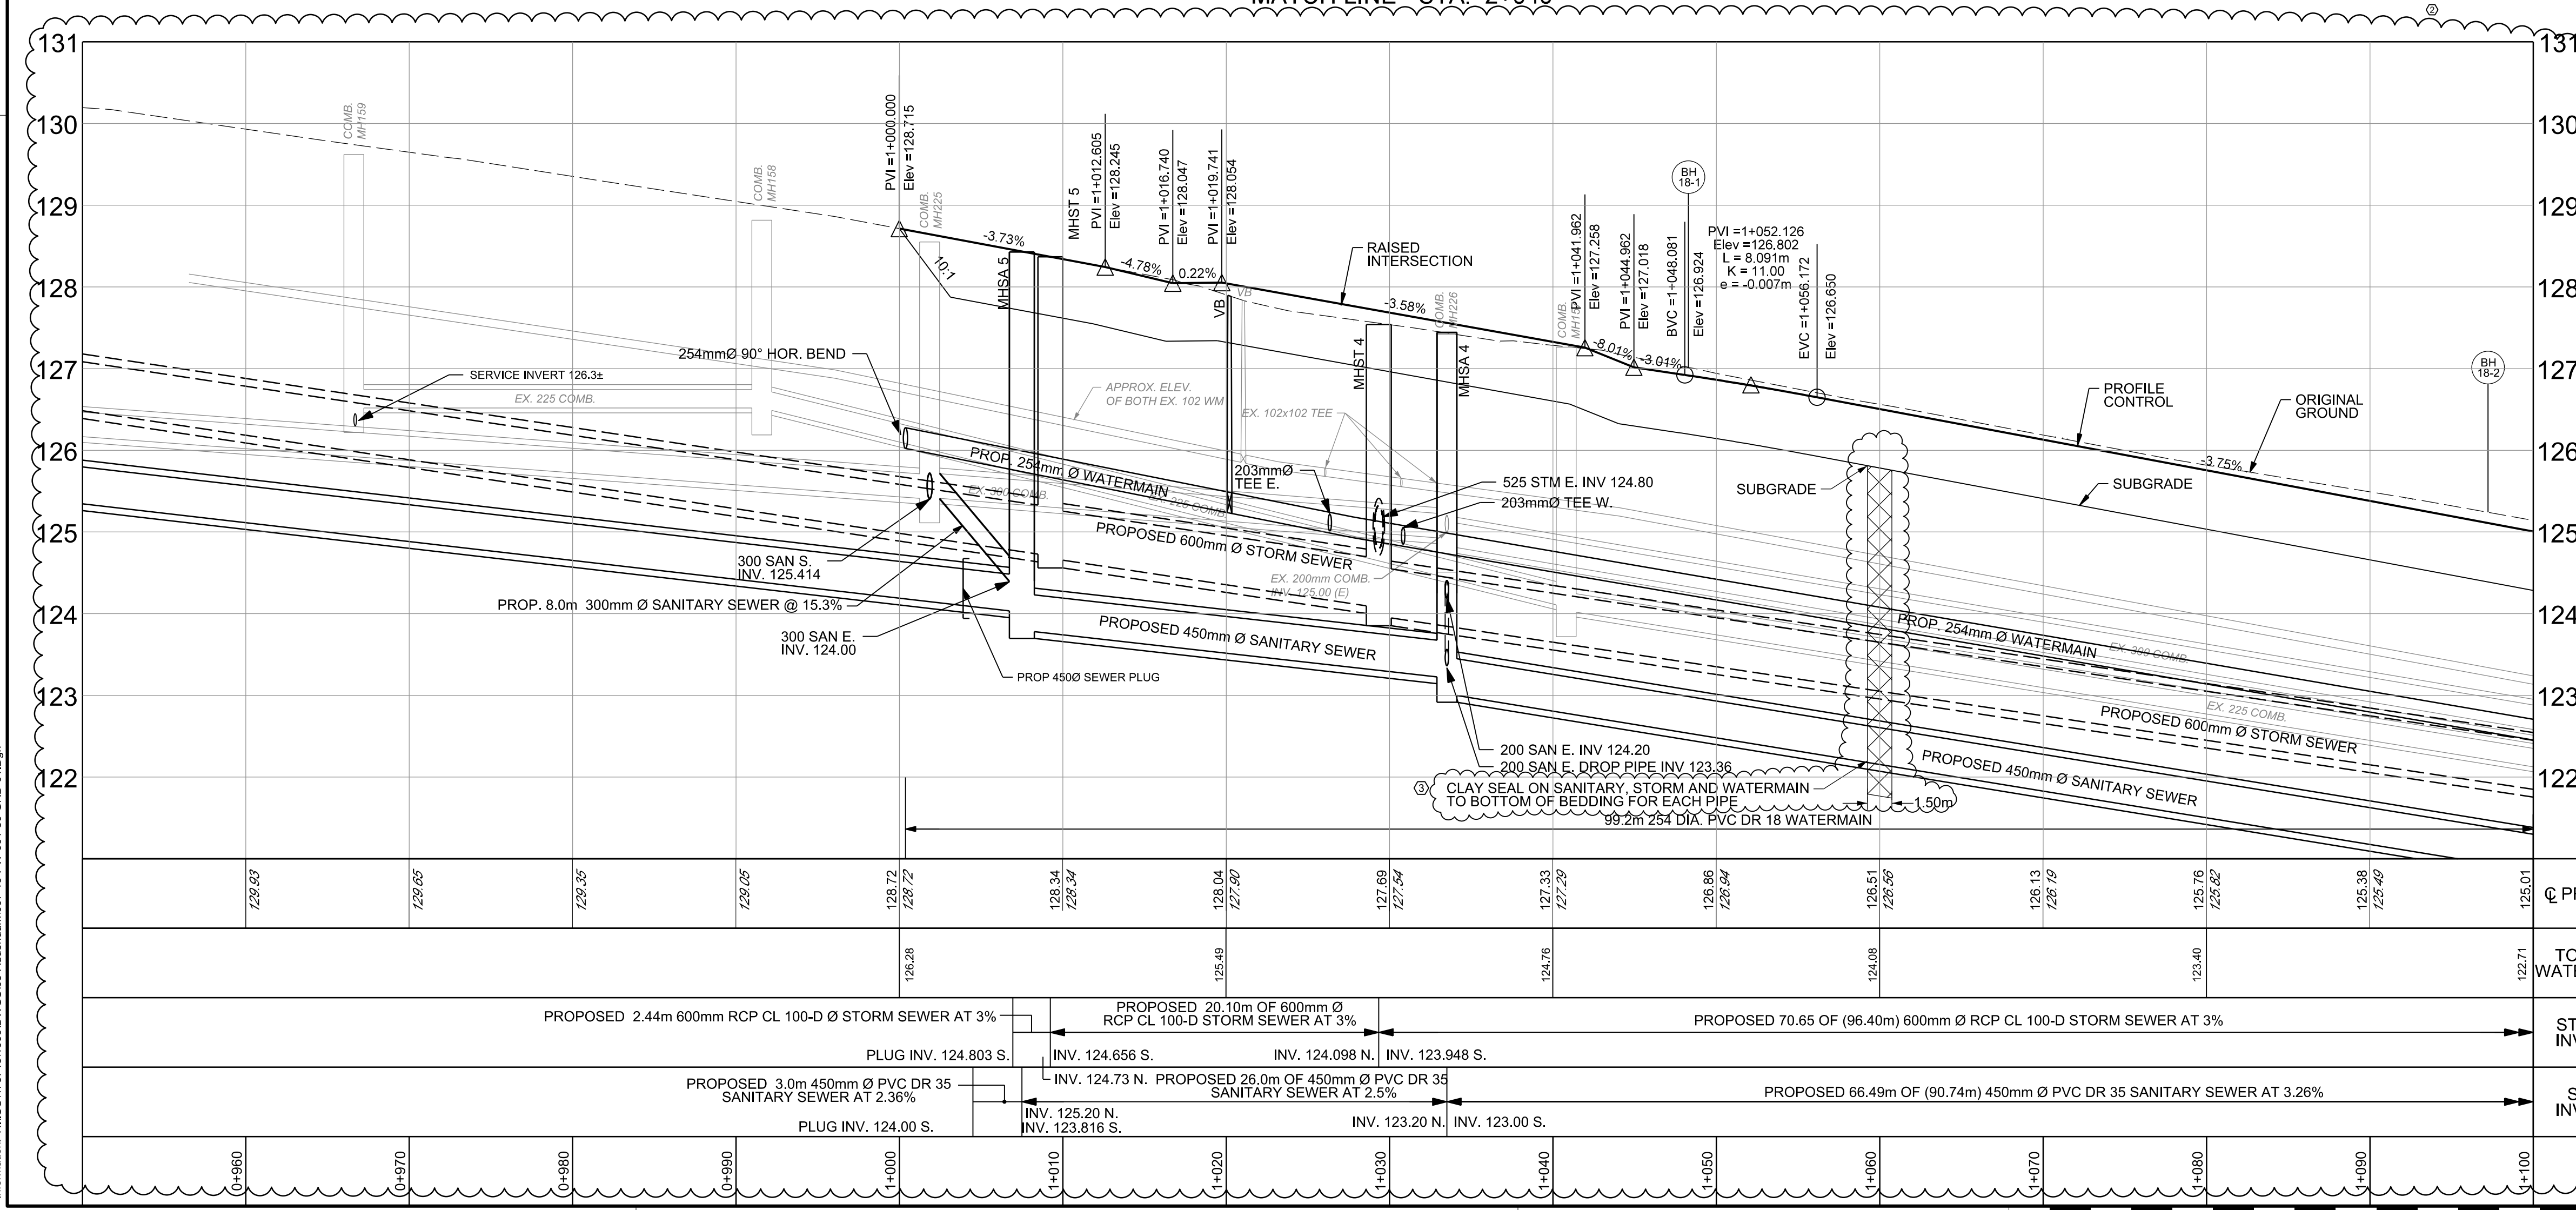 131
130
129
128
127
126
125
124
123
122
131
130
129
128
127
126
125
124
123
122
2
COMB.
MH159
COMB.
MH158
COMB.
MH225
PVI =1+000.000
Elev =128.715
MHSA 5
MHST 5
PVI =1+012.605
Elev =128.245
PVI =1+016.740
Elev =128.047
PVI =1+019.741
Elev =128.054
-3.73%
-4.78%
0.22%
10:1
VB
VB
RAISED
INTERSECTION
-3.58%
MHST 4
COMB.
MH226
MHSA 4
COMB.
PVI =1+041.962
Elev =127.258
PVI =1+044.962
Elev =127.018
BVC =1+048.081
Elev =126.924
BH
18-1
PVI =1+052.126
Elev =126.802
L = 8.091m
K = 11.00
e = -0.007m
EVC =1+056.172
Elev =126.650
-8.01%
-3.01%
PROFILE
CONTROL
ORIGINAL
GROUND
BH
18-2
-3.75%
SUBGRADE
SUBGRADE
254mmØ 90° HOR. BEND
SERVICE INVERT 126.3±
EX. 225 COMB.
APPROX. ELEV.
OF BOTH EX. 102 WM
EX. 102x102 TEE
PROP. 254mm Ø WATERMAIN
EX. 300 COMB.
EX. 225 COMB.
203mmØ
TEE E.
525 STM E. INV 124.80
203mmØ TEE W.
PROPOSED 600mm Ø STORM SEWER
EX. 200mm COMB.
INV. 125.00 (E)
300 SAN S.
INV. 125.414
PROP. 8.0m 300mm Ø SANITARY SEWER @ 15.3%
300 SAN E.
INV. 124.00
PROP 450Ø SEWER PLUG
PROPOSED 450mm Ø SANITARY SEWER
PROP. 254mm Ø WATERMAIN
EX. 300 COMB.
EX. 225 COMB.
PROPOSED 600mm Ø STORM SEWER
PROPOSED 450mm Ø SANITARY SEWER
200 SAN E. INV 124.20
200 SAN E. DROP PIPE INV 123.36
3
CLAY SEAL ON SANITARY, STORM AND WATERMAIN
TO BOTTOM OF BEDDING FOR EACH PIPE
1.50m
99.2m 254 DIA. PVC DR 18 WATERMAIN
129.93
129.65
129.35
129.05
128.72
128.72
128.34
128.34
128.04
127.90
127.69
127.54
127.33
127.29
126.86
126.94
126.51
126.56
126.13
126.19
125.76
125.82
125.38
125.49
125.01
126.28
125.49
124.76
124.08
123.40
122.71
PROPOSED 2.44m 600mm RCP CL 100-D Ø STORM SEWER AT 3%
PROPOSED 20.10m OF 600mm Ø
RCP CL 100-D STORM SEWER AT 3%
PROPOSED 70.65 OF (96.40m) 600mm Ø RCP CL 100-D STORM SEWER AT 3%
PLUG INV. 124.803 S.
INV. 124.656 S.
INV. 124.098 N.
INV. 123.948 S.
PROPOSED 3.0m 450mm Ø PVC DR 35
SANITARY SEWER AT 2.36%
INV. 124.73 N.
PROPOSED 26.0m OF 450mm Ø PVC DR 35
SANITARY SEWER AT 2.5%
PROPOSED 66.49m OF (90.74m) 450mm Ø PVC DR 35 SANITARY SEWER AT 3.26%
PLUG INV. 124.00 S.
INV. 125.20 N.
INV. 123.816 S.
INV. 123.20 N.
INV. 123.00 S.
0+960
0+970
0+980
0+990
1+000
1+010
1+020
1+030
1+040
1+050
1+060
1+070
1+080
1+090
1+100